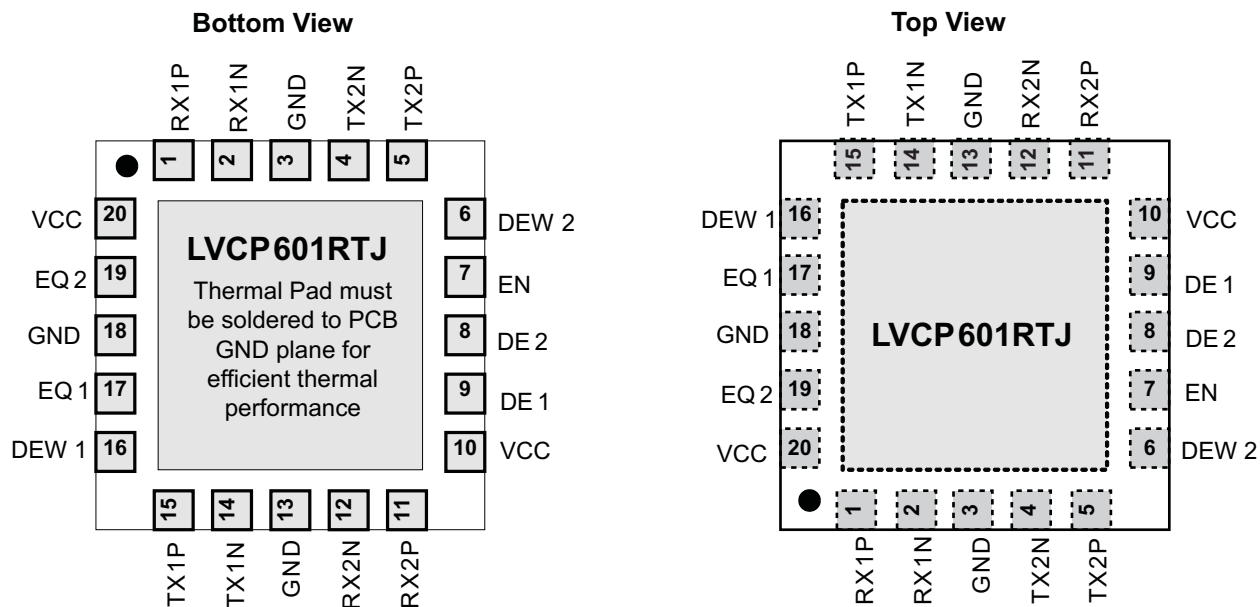 Bottom View
RX1P
RX1N
GND
TX2N
TX2P
1
2
3
4
5
VCC 20
EQ 2 19
GND 18
EQ 1 17
DEW 1 16
LVCP601RTJ
Thermal Pad must
be soldered to PCB
GND plane for
efficient thermal
performance
6 DEW 2
7 EN
8 DE 2
9 DE 1
10 VCC
15
14
13
12
11
TX1P
TX1N
GND
RX2N
RX2P
Top View
TX1P
TX1N
GND
RX2N
RX2P
15
14
13
12
11
DEW 1 16
EQ 1 17
GND 18
EQ 2 19
VCC 20
LVCP601RTJ
10 VCC
9 DE 1
8 DE 2
7 EN
6 DEW 2
1
2
3
4
5
RX1P
RX1N
GND
TX2N
TX2P